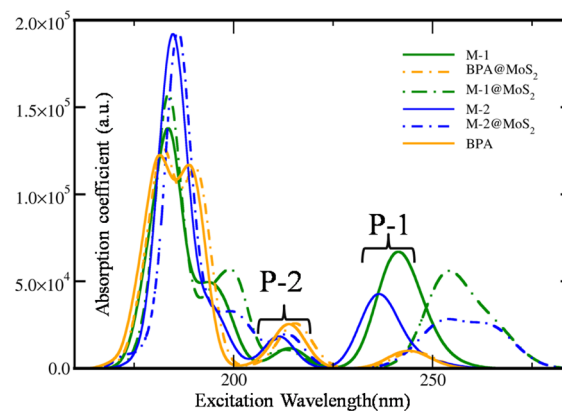 2.0×10⁵
1.5×10⁵
1.0×10⁵
5.0×10⁴
0.0
Absorption coefficient (a.u.)
M-1
BPA@MoS₂
M-1@MoS₂
M-2
M-2@MoS₂
BPA
P-1
P-2
200
250
Excitation Wavelength(nm)